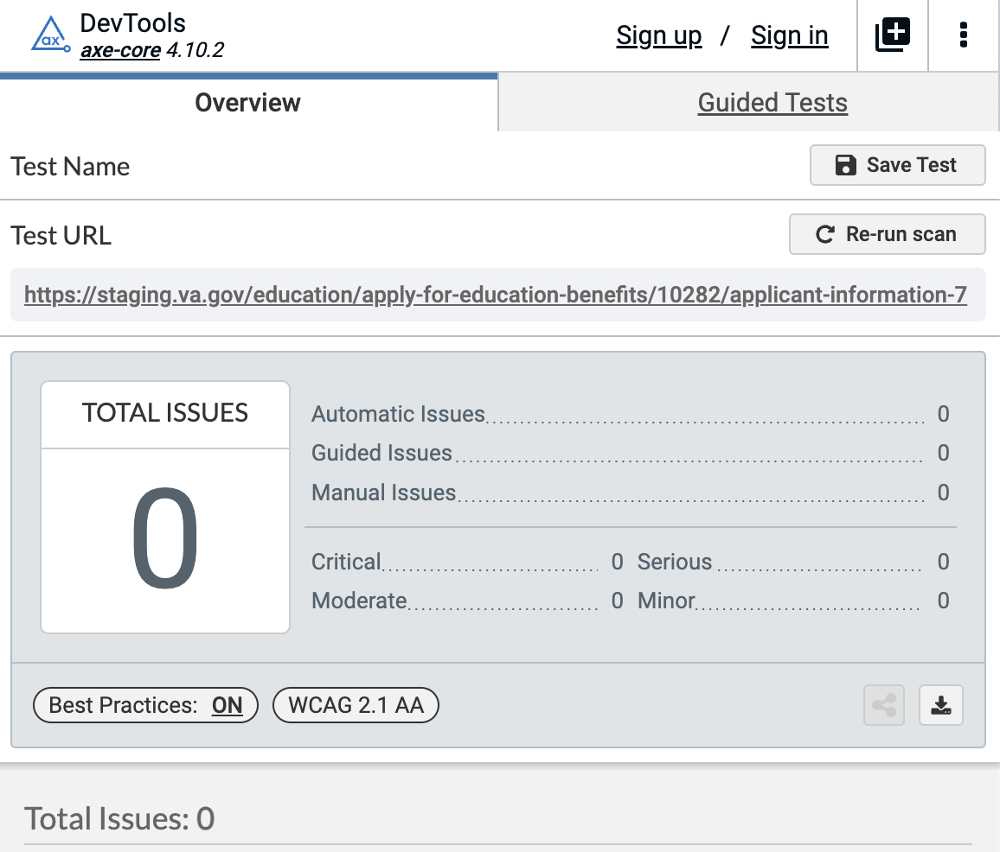 ax
DevTools
axe-core 4.10.2
Sign up / Sign in
Overview
Guided Tests
Test Name
Save Test
Test URL
Re-run scan
https://staging.va.gov/education/apply-for-education-benefits/10282/applicant-information-7
TOTAL ISSUES
0
Automatic Issues 0
Guided Issues 0
Manual Issues 0
Critical 0 Serious 0
Moderate 0 Minor 0
Best Practices: ON
WCAG 2.1 AA
Total Issues: 0